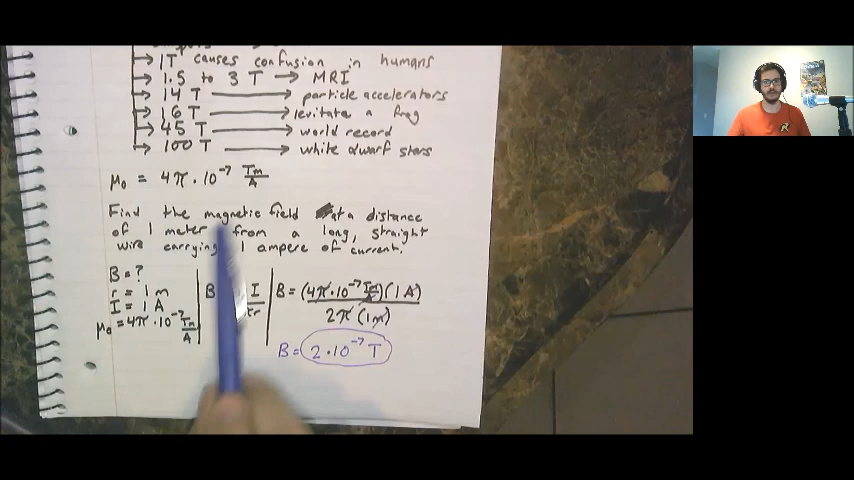 → 1T causes confusion in humans
→ 1.5 to 3 T → MRI
→ 14 T → particle accelerators
→ 16 T → levitate a frog
→ 45 T → world record
→ 100 T → white dwarf stars
μ₀ = 4π · 10⁻⁷ Tm/A
Find the magnetic field at a distance
of 1 meter from a long, straight
wire carrying 1 ampere of current.
B = ?
r = 1 m
I = 1 A
μ₀ = 4π · 10⁻⁷ Tm/A
B I
r
B = (4π · 10⁻⁷ Tm/A)(1 A)
2π (1m)
B = 2 · 10⁻⁷ T